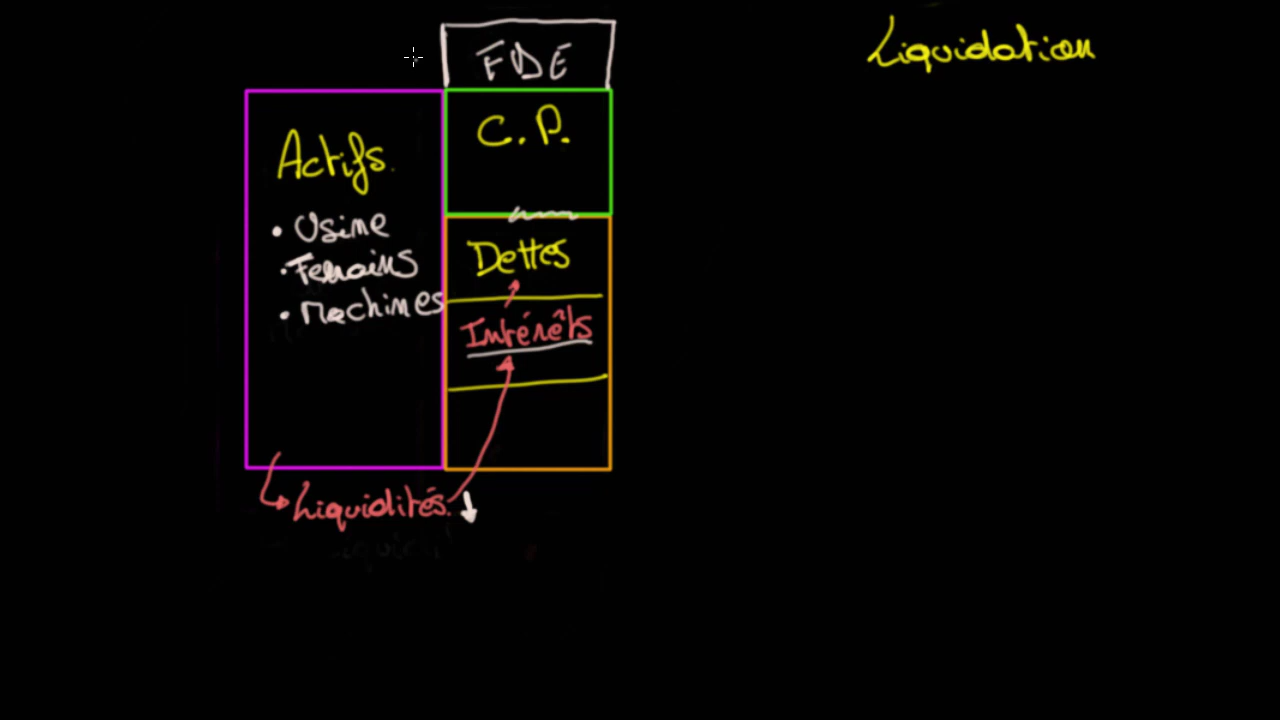 Liquidation
FDE
C.P.
Actifs.
• Usine
• Terrains
• Machines
Dettes
Intérêts
Liquidités.